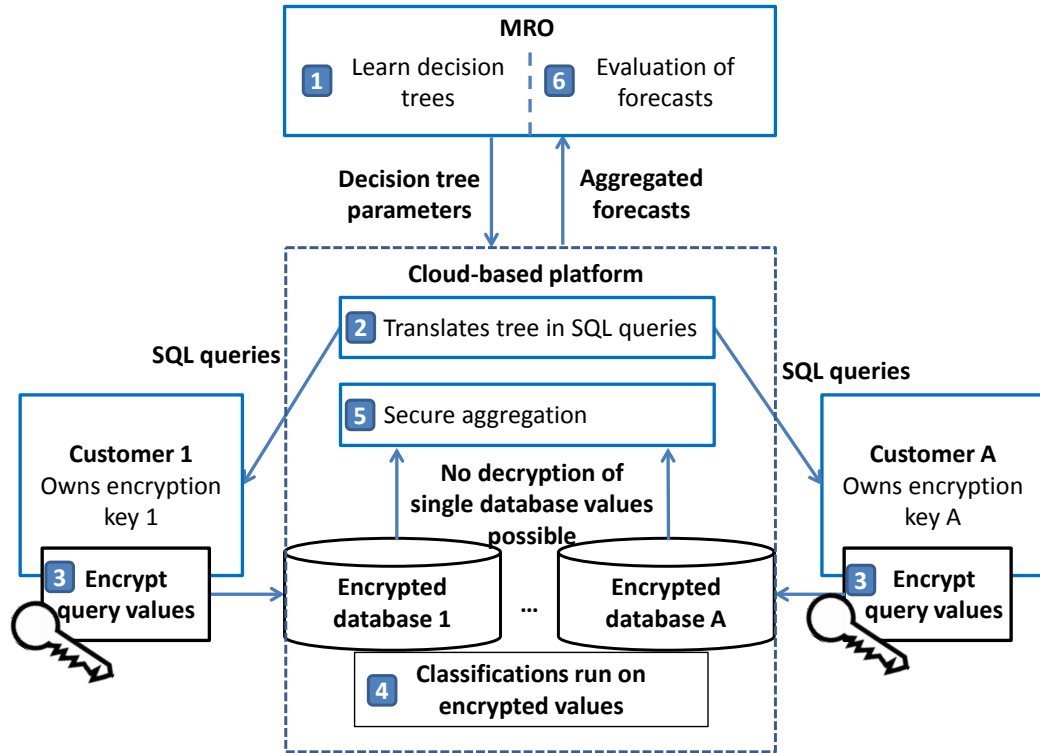 MRO
1 Learn decision
trees
6 Evaluation of
forecasts
Decision tree
parameters
Aggregated
forecasts
Cloud-based platform
2 Translates tree in SQL queries
SQL queries
SQL queries
5 Secure aggregation
Customer 1
Owns encryption
key 1
Customer A
Owns encryption
key A
No decryption of
single database values
possible
3 Encrypt
query values
Encrypted
database 1
...
Encrypted
database A
3 Encrypt
query values
4 Classifications run on
encrypted values